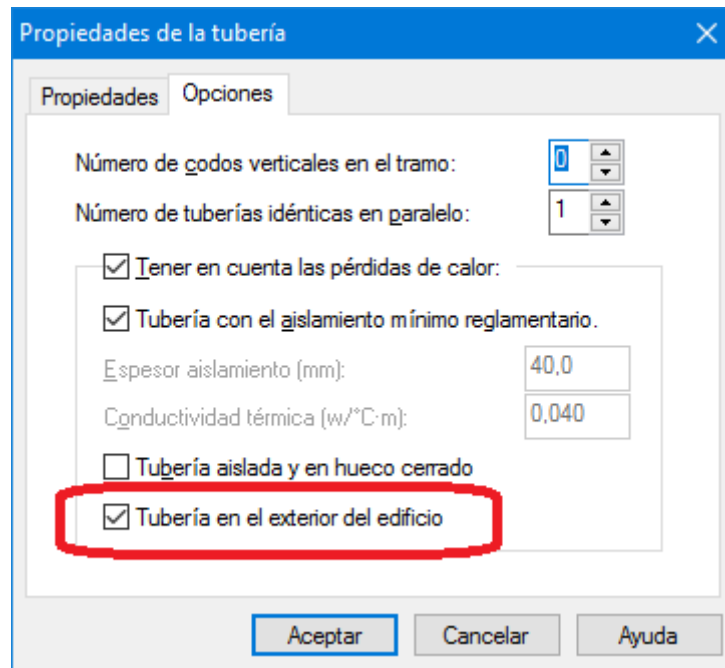 Propiedades de la tubería
Propiedades Opciones
Número de codos verticales en el tramo: 0
Número de tuberías idénticas en paralelo: 1
Tener en cuenta las pérdidas de calor:
Tubería con el aislamiento mínimo reglamentario.
Espesor aislamiento (mm): 40,0
Conductividad térmica (w/°C·m): 0,040
Tubería aislada y en hueco cerrado
Tubería en el exterior del edificio
Aceptar Cancelar Ayuda